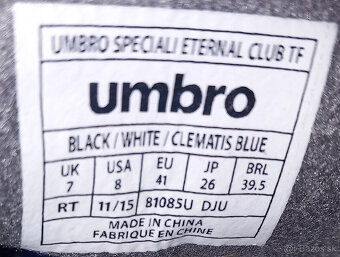 UMBRO SPECIALI ETERNAL CLUB TF
umbro
BLACK / WHITE / CLEMATIS BLUE
UK USA EU JP BRL
7 8 41 26 39.5
RT 11/15 81085U DJU
MADE IN CHINA
FABRIQUE EN CHINE